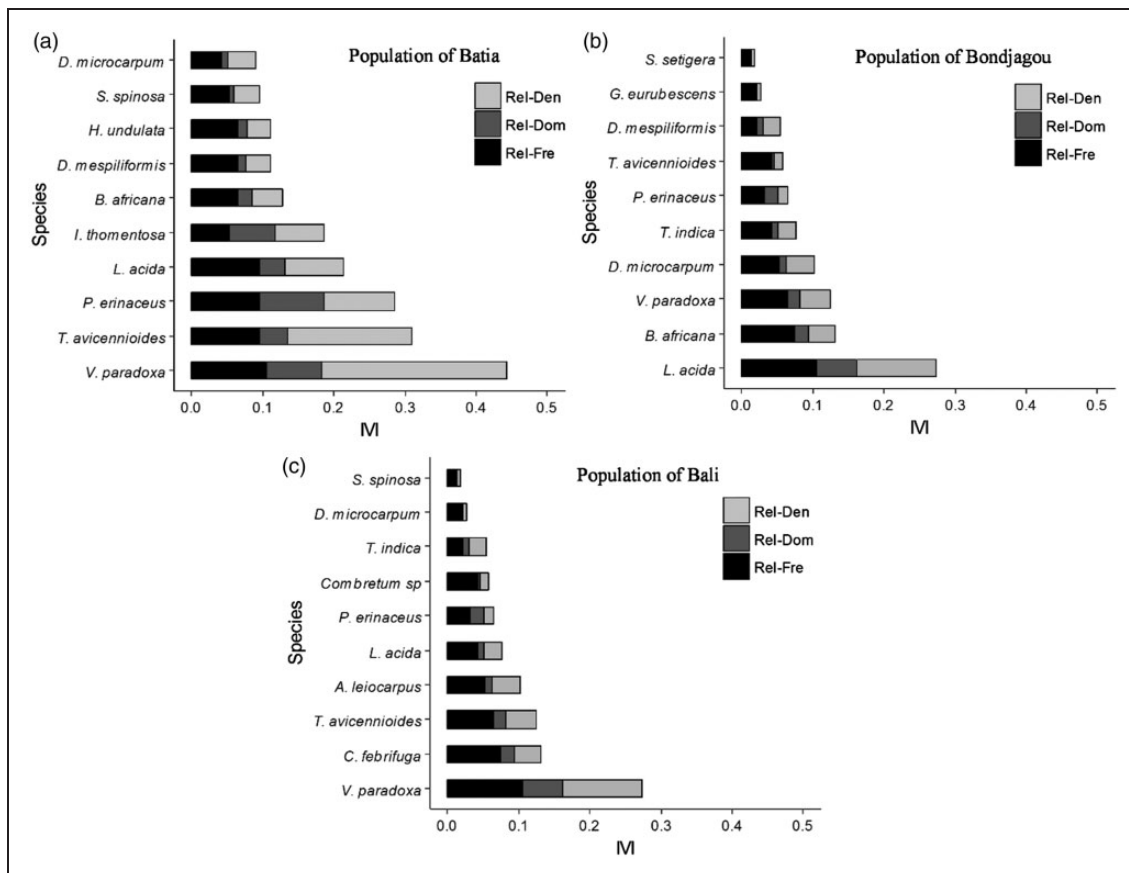 (a)
Population of Batia
D. microcarpum
S. spinosa
H. undulata
D. mespiliformis
B. africana
I. thomentosa
L. acida
P. erinaceus
T. avicennioides
V. paradoxa
Species
Rel-Den
Rel-Dom
Rel-Fre
0.0 0.1 0.2 0.3 0.4 0.5
IVI
(b)
Population of Bondjagou
S. setigera
G. eurubescens
D. mespiliformis
T. avicennioides
P. erinaceus
T. indica
D. microcarpum
V. paradoxa
B. africana
L. acida
Species
Rel-Den
Rel-Dom
Rel-Fre
0.0 0.1 0.2 0.3 0.4 0.5
IVI
(c)
Population of Bali
S. spinosa
D. microcarpum
T. indica
Combretum sp
P. erinaceus
L. acida
A. leiocarpus
T. avicennioides
C. febrifuga
V. paradoxa
Species
Rel-Den
Rel-Dom
Rel-Fre
0.0 0.1 0.2 0.3 0.4 0.5
IVI